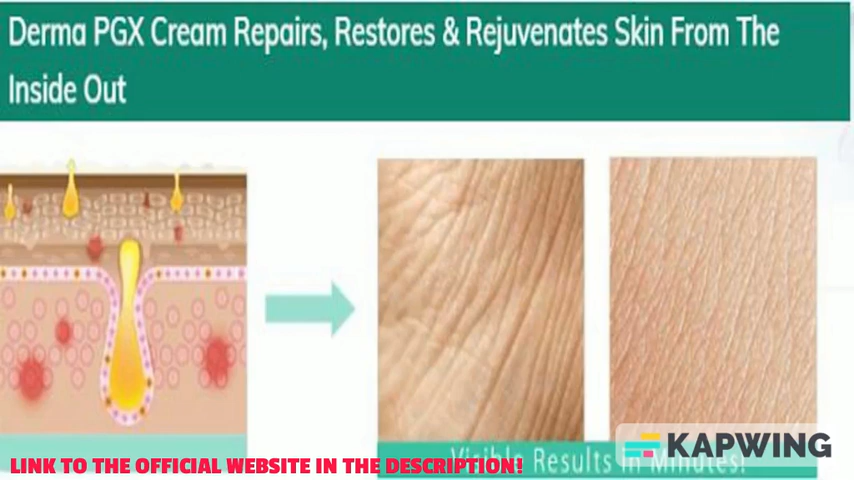 Derma PGX Cream Repairs, Restores & Rejuvenates Skin From The
Inside Out
Visible Results in Minutes!
KAPWING
LINK TO THE OFFICIAL WEBSITE IN THE DESCRIPTION!